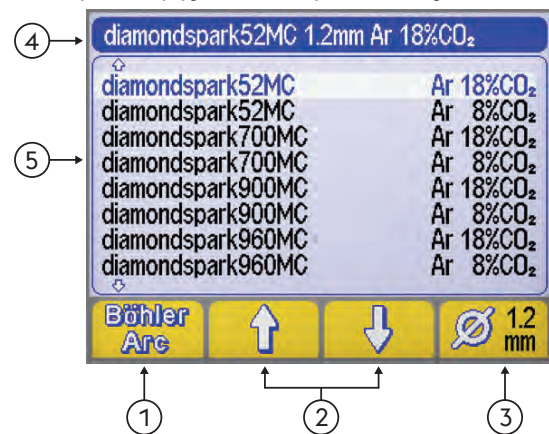 diamondspark52MC 1.2mm Ar 18%CO₂
diamondspark52MC Ar 18%CO₂
diamondspark52MC Ar 8%CO₂
diamondspark700MC Ar 18%CO₂
diamondspark700MC Ar 8%CO₂
diamondspark900MC Ar 18%CO₂
diamondspark900MC Ar 8%CO₂
diamondspark960MC Ar 18%CO₂
diamondspark960MC Ar 8%CO₂
Böhler
Arc
Ø 1.2
mm
4
5
1
2
3